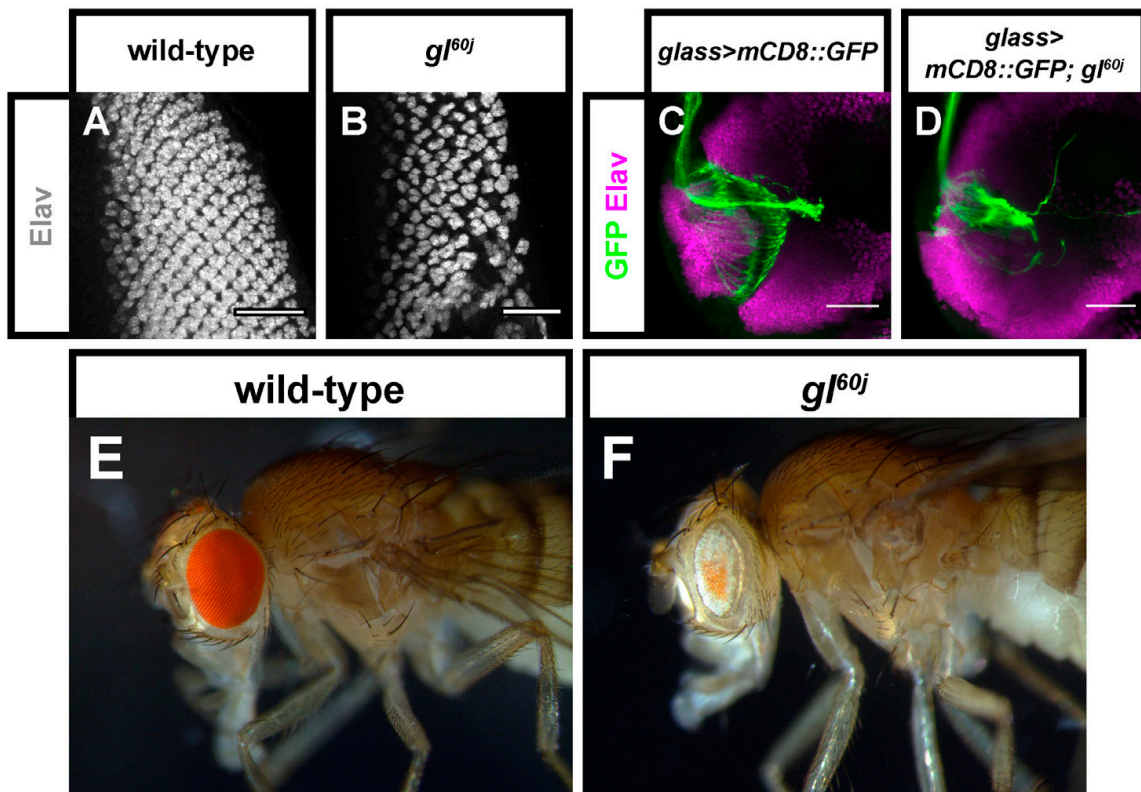 wild-type
gl60j
glass>mCD8::GFP
glass>
mCD8::GFP; gl60j
Elav
A
B
GFP Elav
C
D
wild-type
gl60j
E
F